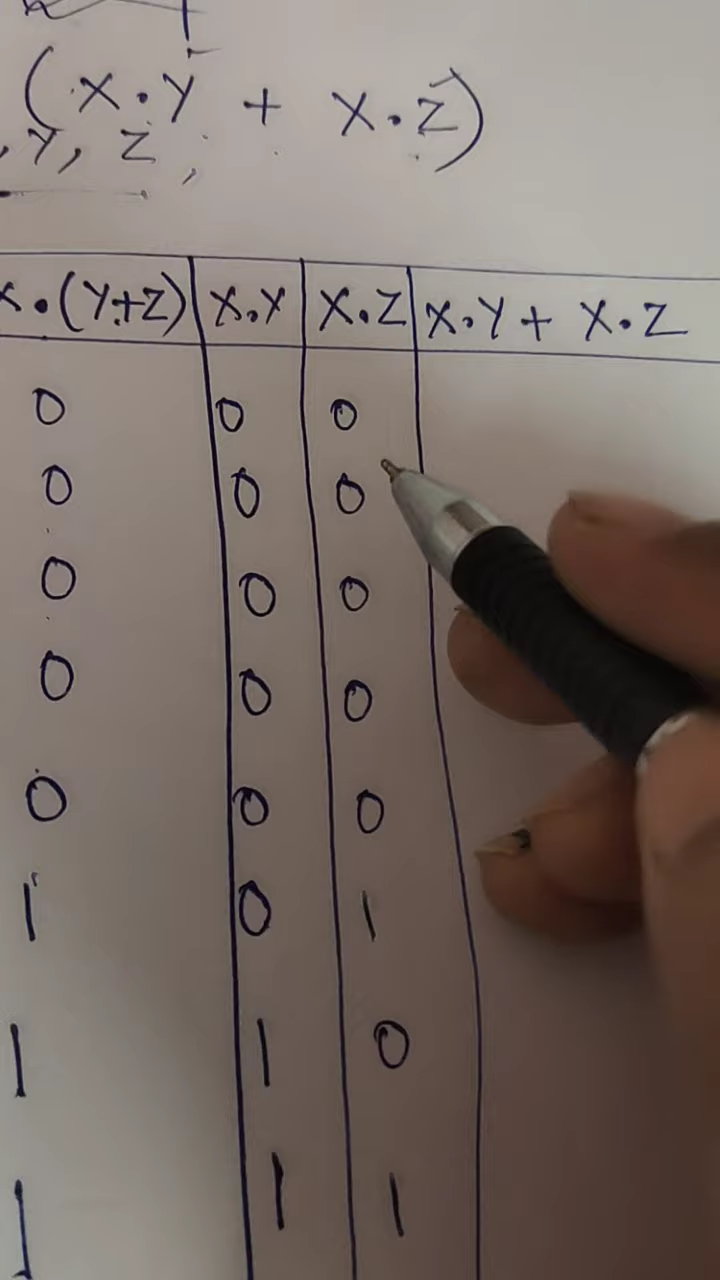 (X.Y + X.Z)
, Y, Z,
X.(Y+Z) X.Y X.Z X.Y + X.Z
0 0 0
0 0 0
0 0 0
0 0 0
0 0 0
1 0 1
1 1 0
1 1 1